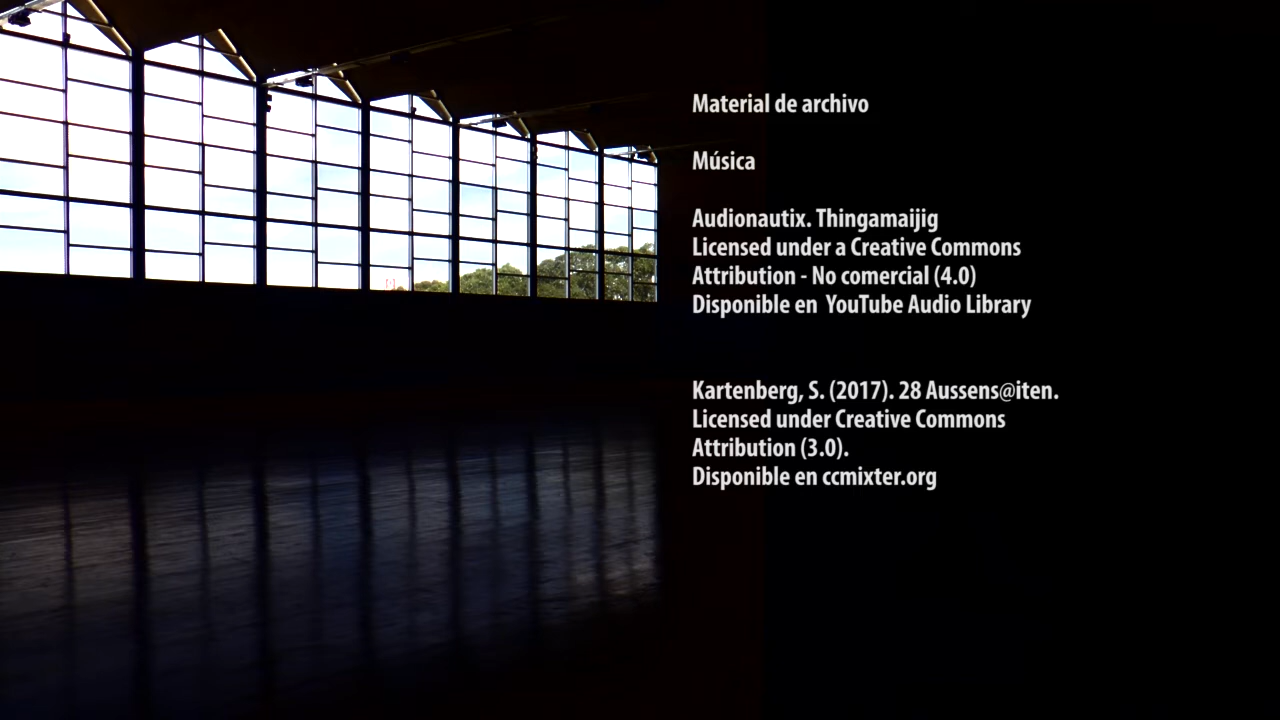 Material de archivo
Música
Audionautix. Thingamaijig
Licensed under a Creative Commons
Attribution - No comercial (4.0)
Disponible en  YouTube Audio Library
Kartenberg, S. (2017). 28 Aussens@iten.
Licensed under Creative Commons
Attribution (3.0).
Disponible en ccmixter.org